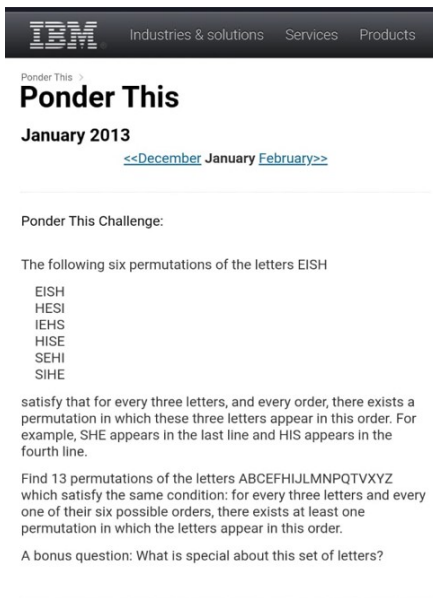 IBM
Industries & solutions Services Products
Ponder This >
Ponder This
January 2013
<<December January February>>
Ponder This Challenge:
The following six permutations of the letters EISH
EISH
HESI
IEHS
HISE
SEHI
SIHE
satisfy that for every three letters, and every order, there exists a
permutation in which these three letters appear in this order. For
example, SHE appears in the last line and HIS appears in the
fourth line.
Find 13 permutations of the letters ABCEFHIJLMNPQTVXYZ
which satisfy the same condition: for every three letters and every
one of their six possible orders, there exists at least one
permutation in which the letters appear in this order.
A bonus question: What is special about this set of letters?